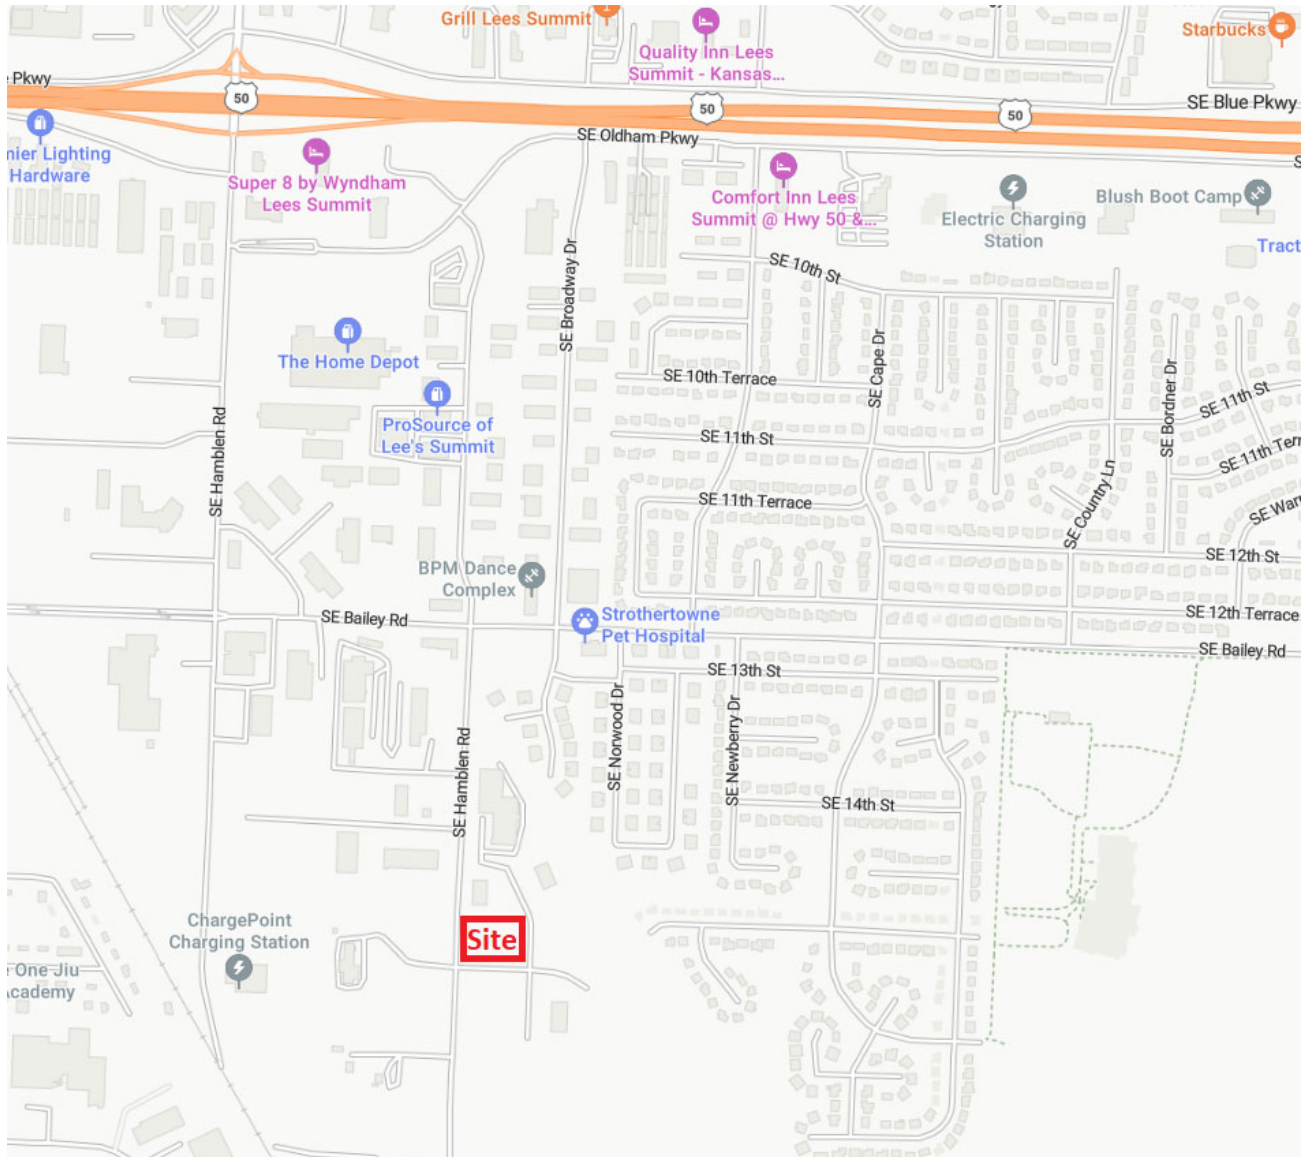 Grill Lees Summit
Quality Inn Lees
Summit - Kansas...
Starbucks
Pkwy
50
50
50
SE Blue Pkwy
SE Oldham Pkwy
mier Lighting
Hardware
Super 8 by Wyndham
Lees Summit
Comfort Inn Lees
Summit @ Hwy 50 &...
Electric Charging
Station
Blush Boot Camp
Tract
SE Broadway Dr
SE 10th St
The Home Depot
SE 10th Terrace
SE Cape Dr
SE Bordner Dr
ProSource of
Lee's Summit
SE Hamblen Rd
SE 11th St
SE 11th St
SE 11th Terr
SE 11th Terrace
SE Country Ln
SE War
SE 12th St
BPM Dance
Complex
SE Bailey Rd
Strothertowne
Pet Hospital
SE 12th Terrace
SE Bailey Rd
SE 13th St
SE Norwood Dr
SE Newberry Dr
SE Hamblen Rd
SE 14th St
ChargePoint
Charging Station
Site
e One Jiu
Academy